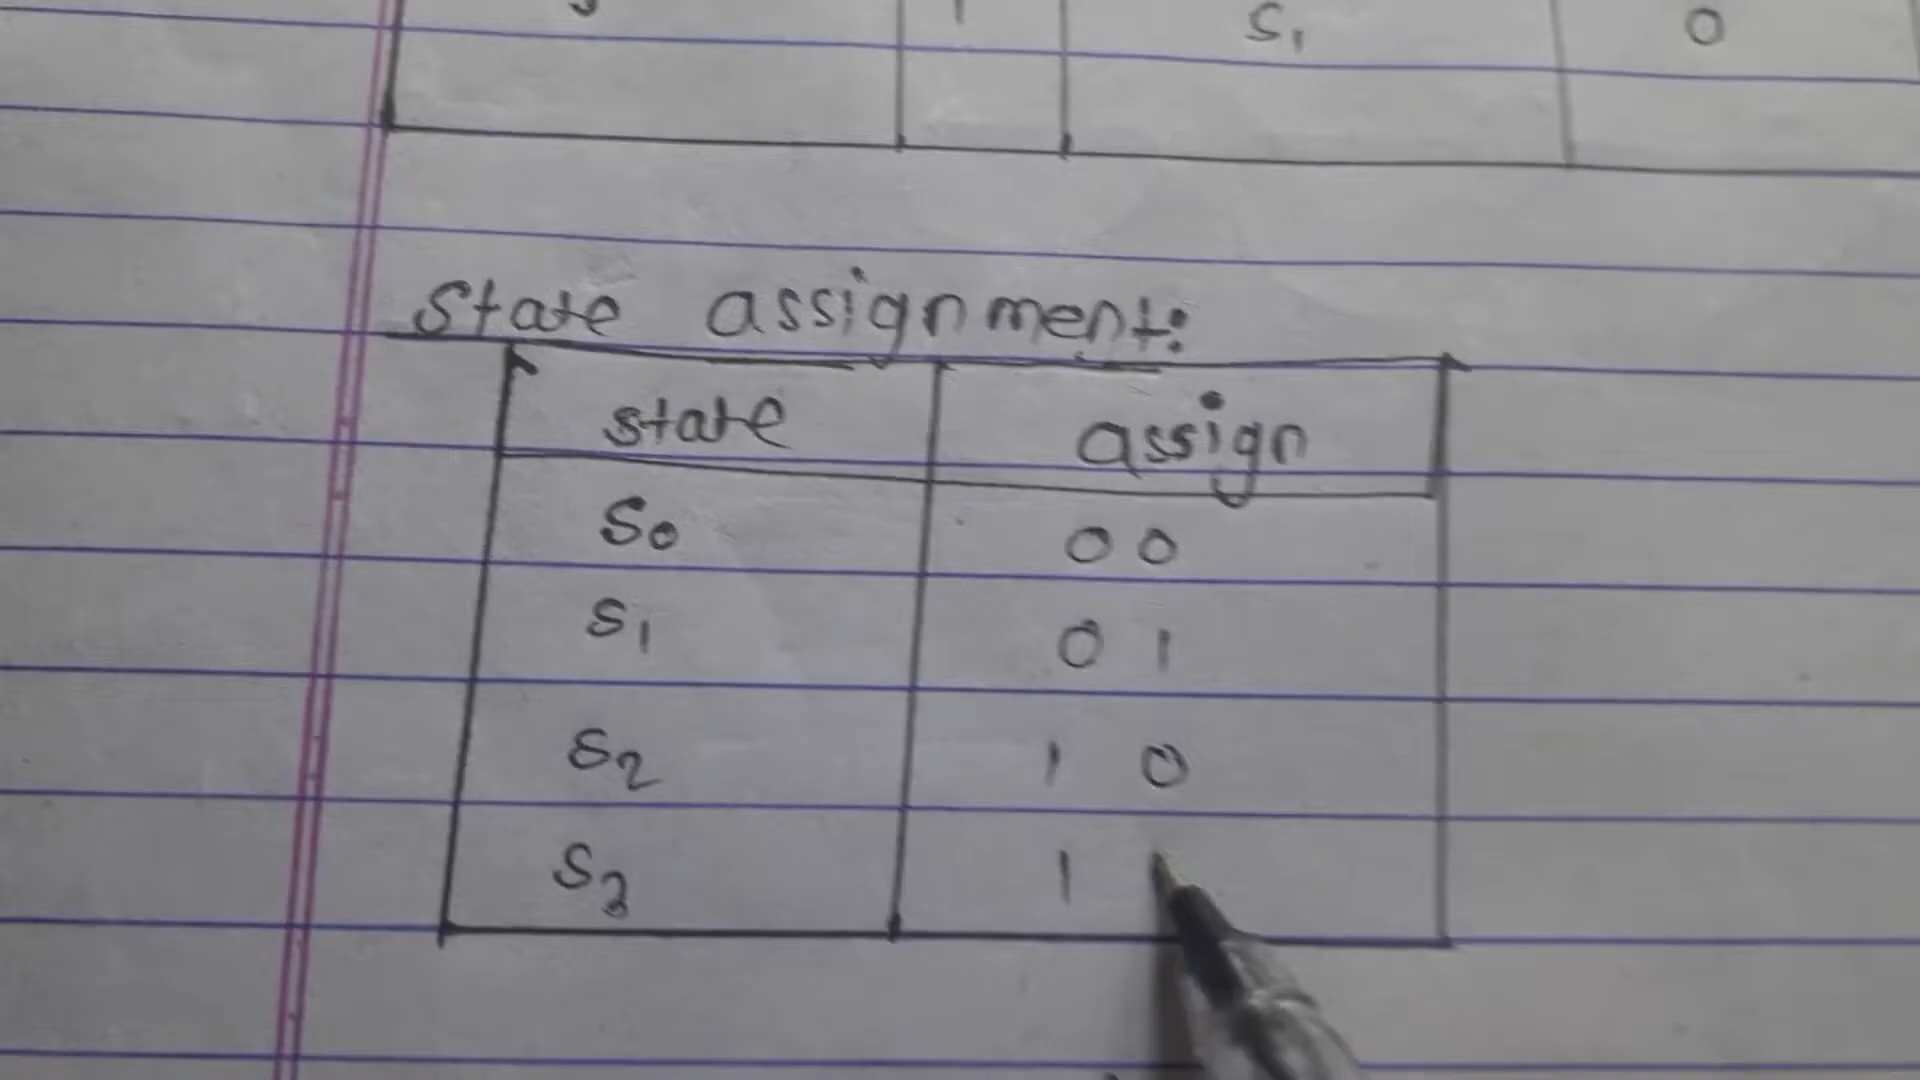 S1 0
State assignment:
state assign
S0 0 0
S1 0 1
S2 1 0
S3 1